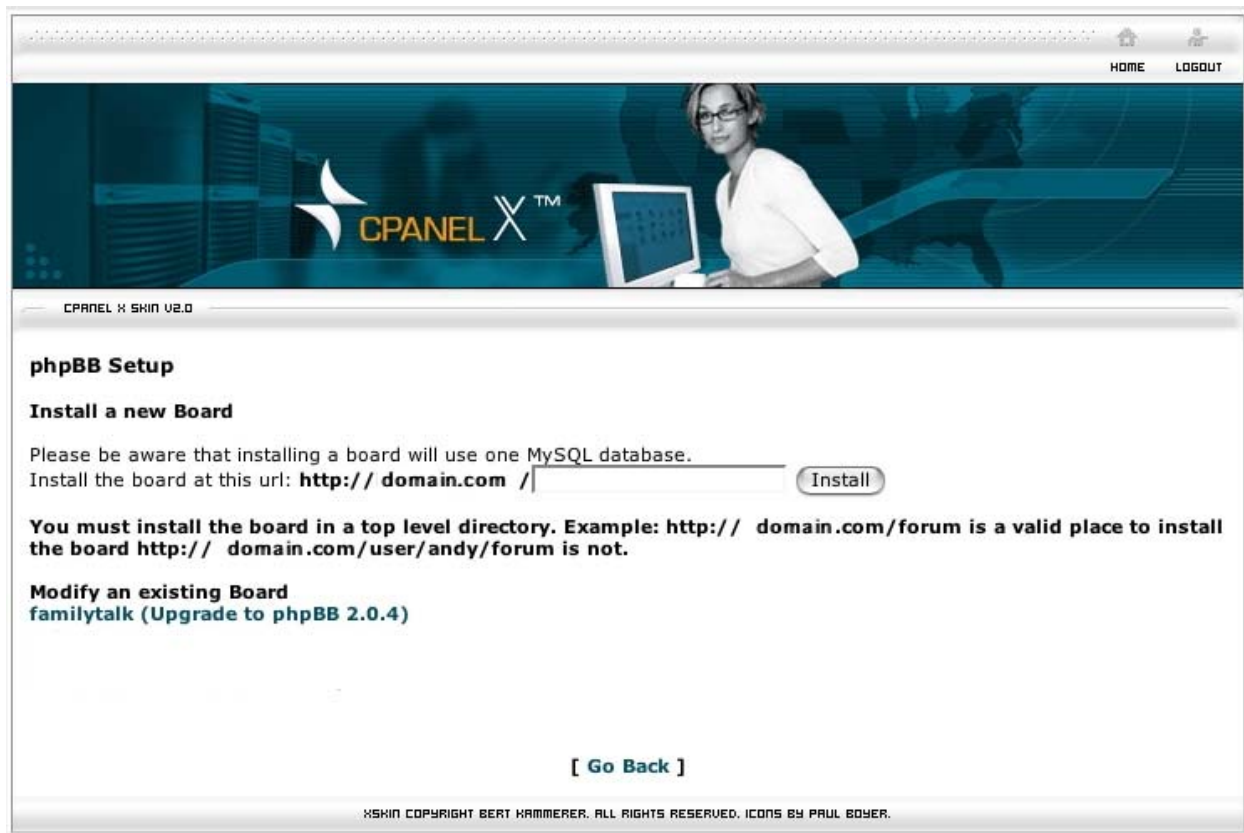 HOME LOGOUT
CPANEL X ™
CPANEL X SKIN V2.0
phpBB Setup
Install a new Board
Please be aware that installing a board will use one MySQL database.
Install the board at this url: http:// domain.com / Install
You must install the board in a top level directory. Example: http:// domain.com/forum is a valid place to install
the board http:// domain.com/user/andy/forum is not.
Modify an existing Board
familytalk (Upgrade to phpBB 2.0.4)
[ Go Back ]
XSKIN COPYRIGHT BERT KAMMERER. ALL RIGHTS RESERVED. ICONS BY PAUL BOYER.